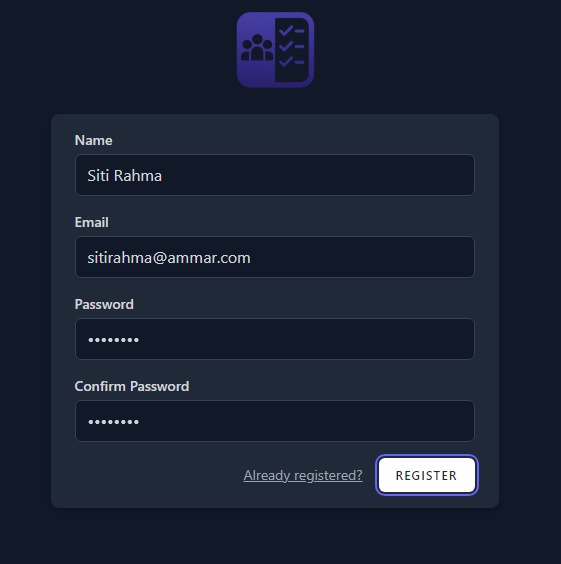 Name
Siti Rahma
Email
sitirahma@ammar.com
Password
••••••••
Confirm Password
••••••••
Already registered? REGISTER